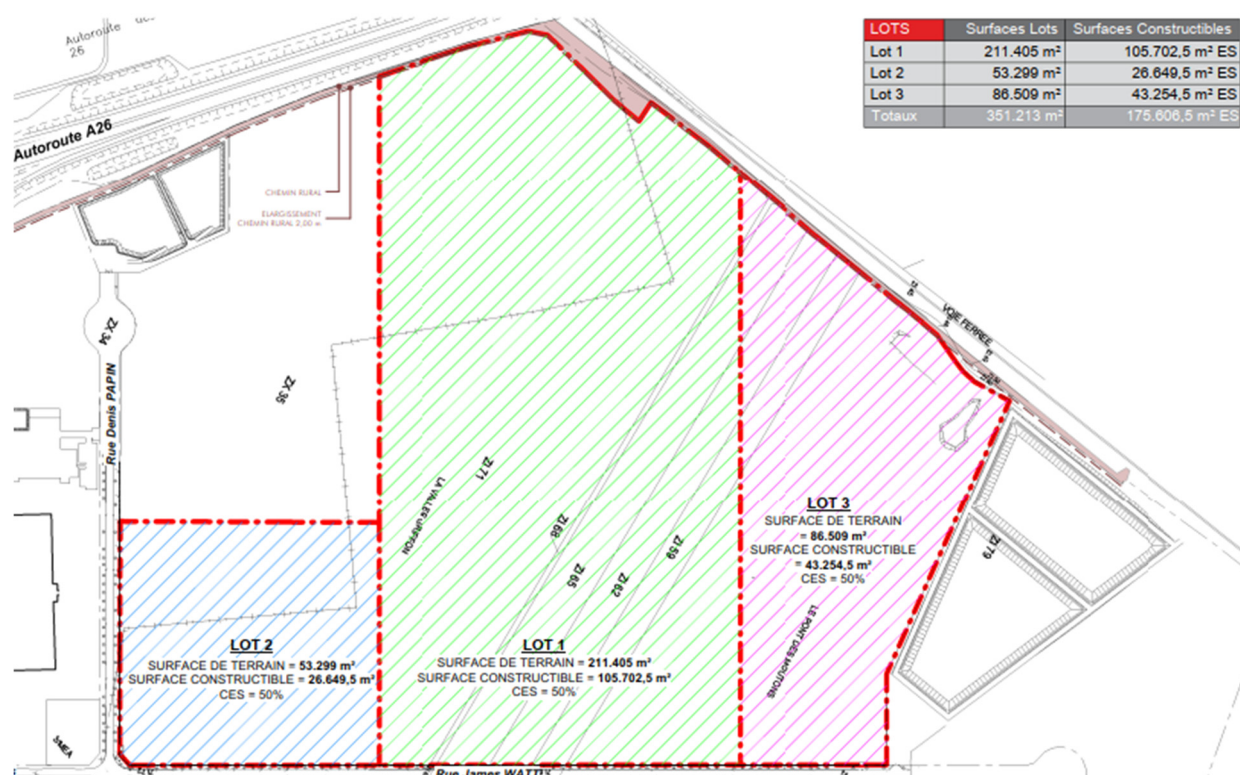 LOTS Surfaces Lots Surfaces Constructibles
Lot 1 211.405 m² 105.702,5 m² ES
Lot 2 53.299 m² 26.649,5 m² ES
Lot 3 86.509 m² 43.254,5 m² ES
Totaux 351.213 m² 175.606,5 m² ES
Autoroute
26
Autoroute A26
CHEMIN RURAL
ELARGISSEMENT
CHEMIN RURAL 2,00 m
ZX 34
Rue Denis PAPIN
ZX 35
VOIE FERREE
ZI 71
ZI 68
ZI 65
ZI 62
ZI 59
ZI 79
LE PONT DES MOUTONS
LOT 3
SURFACE DE TERRAIN
= 86.509 m²
SURFACE CONSTRUCTIBLE
= 43.254,5 m²
CES = 50%
LOT 2
SURFACE DE TERRAIN = 53.299 m²
SURFACE CONSTRUCTIBLE = 26.649,5 m²
CES = 50%
LOT 1
SURFACE DE TERRAIN = 211.405 m²
SURFACE CONSTRUCTIBLE = 105.702,5 m²
CES = 50%
SMEA
Rue James WATT